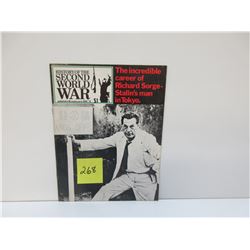 HISTORY OF THE
SECOND
WORLD
WAR
The incredible
career of
Richard Sorge-
Stalin's man
in Tokyo.
268